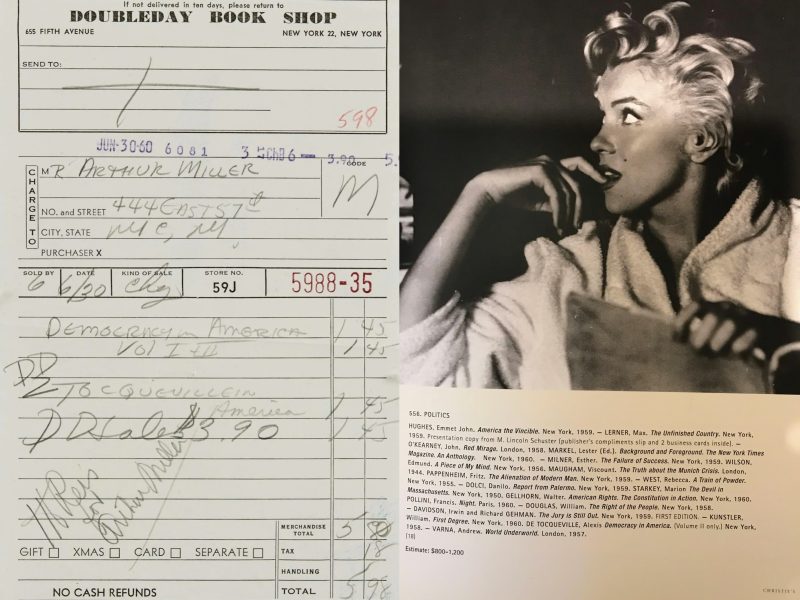 If not delivered in ten days, please return to
DOUBLEDAY BOOK SHOP
655 FIFTH AVENUE NEW YORK 22, NEW YORK
SEND TO:
598
JUN-30-60 6081
CHARGE TO
MR ARTHUR MILLER
CODE
M
NO. and STREET 444 EAST 57
CITY, STATE
PURCHASER X
SOLD BY DATE KIND OF SALE STORE NO.
6 6/30 chg 59J 5988-35
DEMOCRACY in AMERICA 1 45
VOL I + II 1 45
TOCQUEVILLE in
America 1 45
DD Sale $3.90 1 45
Arthur Miller
MERCHANDISE TOTAL 5
TAX 18
HANDLING
GIFT XMAS CARD SEPARATE
TOTAL 5 98
NO CASH REFUNDS
556. POLITICS
HUGHES, Emmet John. America the Vincible. New York, 1959. — LERNER, Max. The Unfinished Country. New York,
1959. Presentation copy from M. Lincoln Schuster (publisher's compliments slip and 2 business cards inside). —
O'KEARNEY, John. Red Mirage. London, 1958. MARKEL, Lester (Ed.). Background and Foreground. The New York Times
Magazine. An Anthology. New York, 1960. — MILNER, Esther. The Failure of Success. New York, 1959. WILSON,
Edmund. A Piece of My Mind. New York, 1956. MAUGHAM, Viscount. The Truth about the Munich Crisis. London,
1944. PAPPENHEIM, Fritz. The Alienation of Modern Man. New York, 1959. — WEST, Rebecca. A Train of Powder.
New York, 1955. — DOLCI, Danilo. Report from Palermo. New York, 1959. STARKEY, Marion The Devil in
Massachusetts. New York, 1950. GELLHORN, Walter. American Rights. The Constitution in Action. New York, 1960.
POLLINI, Francis. Night, Paris, 1960. — DOUGLAS, William. The Right of the People. New York, 1958.
— DAVIDSON, Irwin and Richard GEHMAN. The Jury is Still Out. New York, 1959. FIRST EDITION. — KUNSTLER,
William. First Degree. New York, 1960. DE TOCQUEVILLE, Alexis Democracy in America. (Volume II only.) New York,
1958. — VARNA, Andrew. World Underworld. London, 1957.
(18)
Estimate: $800–1,200
CHRISTIE'S